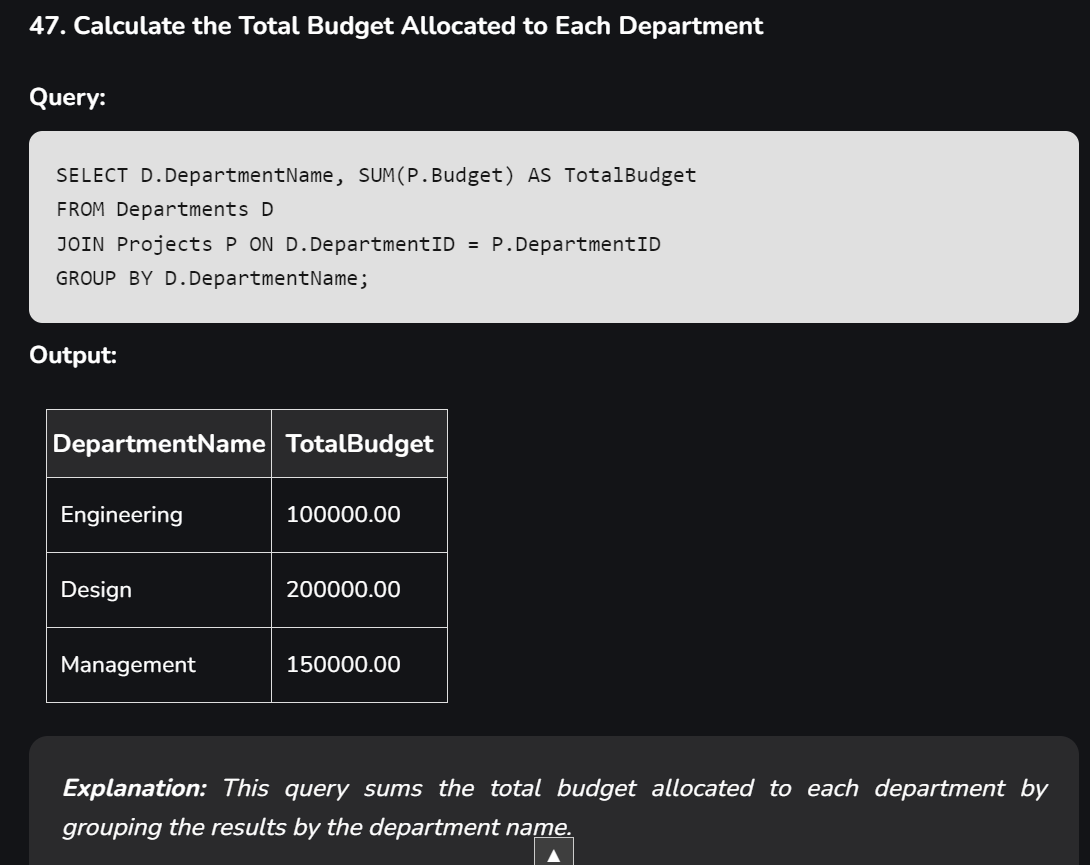 47. Calculate the Total Budget Allocated to Each Department
Query:
SELECT D.DepartmentName, SUM(P.Budget) AS TotalBudget
FROM Departments D
JOIN Projects P ON D.DepartmentID = P.DepartmentID
GROUP BY D.DepartmentName;
Output:
DepartmentName TotalBudget
Engineering 100000.00
Design 200000.00
Management 150000.00
Explanation: This query sums the total budget allocated to each department by
grouping the results by the department name.